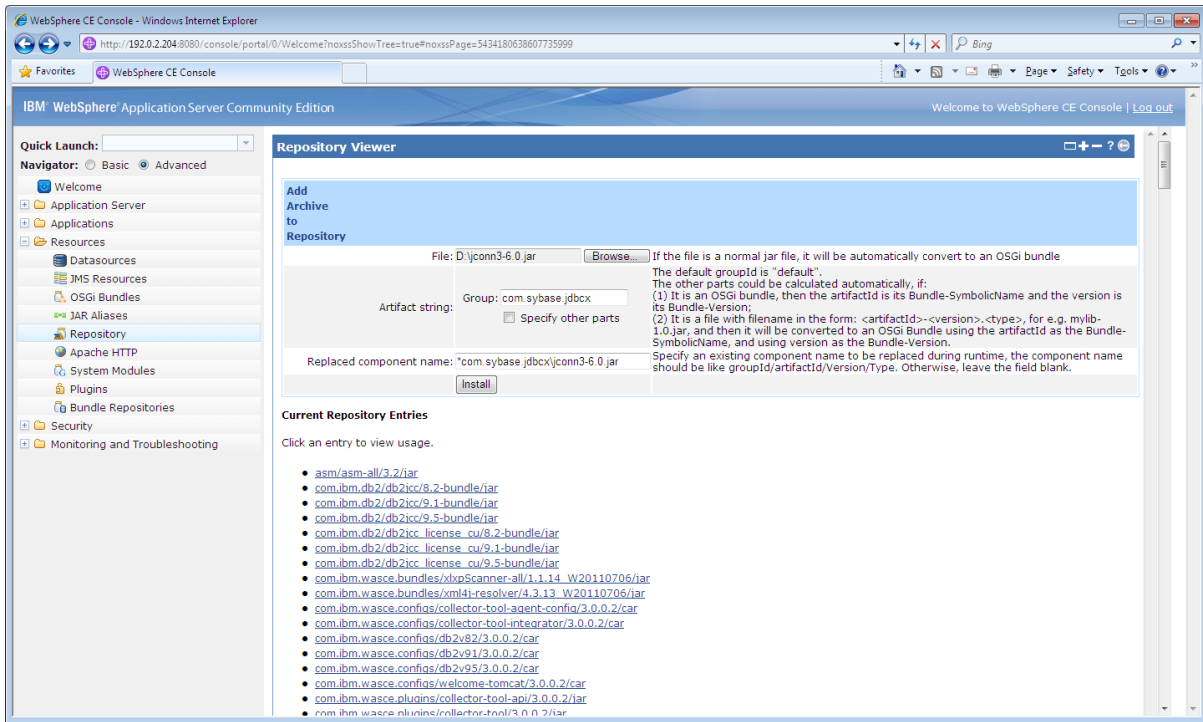 WebSphere CE Console - Windows Internet Explorer
http://192.0.2.204:8080/console/portal/0/Welcome?noxssShowTree=true#noxssPage=5434180638607735999
Bing
Favorites
WebSphere CE Console
Page
Safety
Tools
IBM® WebSphere® Application Server Community Edition
Welcome to WebSphere CE Console | Log out
Quick Launch:
Navigator: Basic Advanced
Welcome
Application Server
Applications
Resources
Datasources
JMS Resources
OSGi Bundles
JAR Aliases
Repository
Apache HTTP
System Modules
Plugins
Bundle Repositories
Security
Monitoring and Troubleshooting
Repository Viewer
Add
Archive
to
Repository
File: D:\jconn3-6.0.jar Browse... If the file is a normal jar file, it will be automatically convert to an OSGi bundle
Artifact string:
Group: com.sybase.jdbcx
Specify other parts
The default groupId is "default".
The other parts could be calculated automatically, if:
(1) It is an OSGi bundle, then the artifactId is its Bundle-SymbolicName and the version is
its Bundle-Version;
(2) It is a file with filename in the form: <artifactId>-<version>.<type>, for e.g. mylib-
1.0.jar, and then it will be converted to an OSGi Bundle using the artifactId as the Bundle-
SymbolicName, and using version as the Bundle-Version.
Replaced component name: *com.sybase.jdbcx\jconn3-6.0.jar
Specify an existing component name to be replaced during runtime, the component name
should be like groupId/artifactId/Version/Type. Otherwise, leave the field blank.
Install
Current Repository Entries
Click an entry to view usage.
asm/asm-all/3.2/jar
com.ibm.db2/db2jcc/8.2-bundle/jar
com.ibm.db2/db2jcc/9.1-bundle/jar
com.ibm.db2/db2jcc/9.5-bundle/jar
com.ibm.db2/db2jcc_license_cu/8.2-bundle/jar
com.ibm.db2/db2jcc_license_cu/9.1-bundle/jar
com.ibm.db2/db2jcc_license_cu/9.5-bundle/jar
com.ibm.wasce.bundles/xlxpScanner-all/1.1.14_W20110706/jar
com.ibm.wasce.bundles/xml4j-resolver/4.3.13_W20110706/jar
com.ibm.wasce.configs/collector-tool-agent-config/3.0.0.2/car
com.ibm.wasce.configs/collector-tool-integrator/3.0.0.2/car
com.ibm.wasce.configs/db2v82/3.0.0.2/car
com.ibm.wasce.configs/db2v91/3.0.0.2/car
com.ibm.wasce.configs/db2v95/3.0.0.2/car
com.ibm.wasce.configs/welcome-tomcat/3.0.0.2/car
com.ibm.wasce.plugins/collector-tool-api/3.0.0.2/jar
com.ibm.wasce.plugins/collector-tool/3.0.0.2/jar